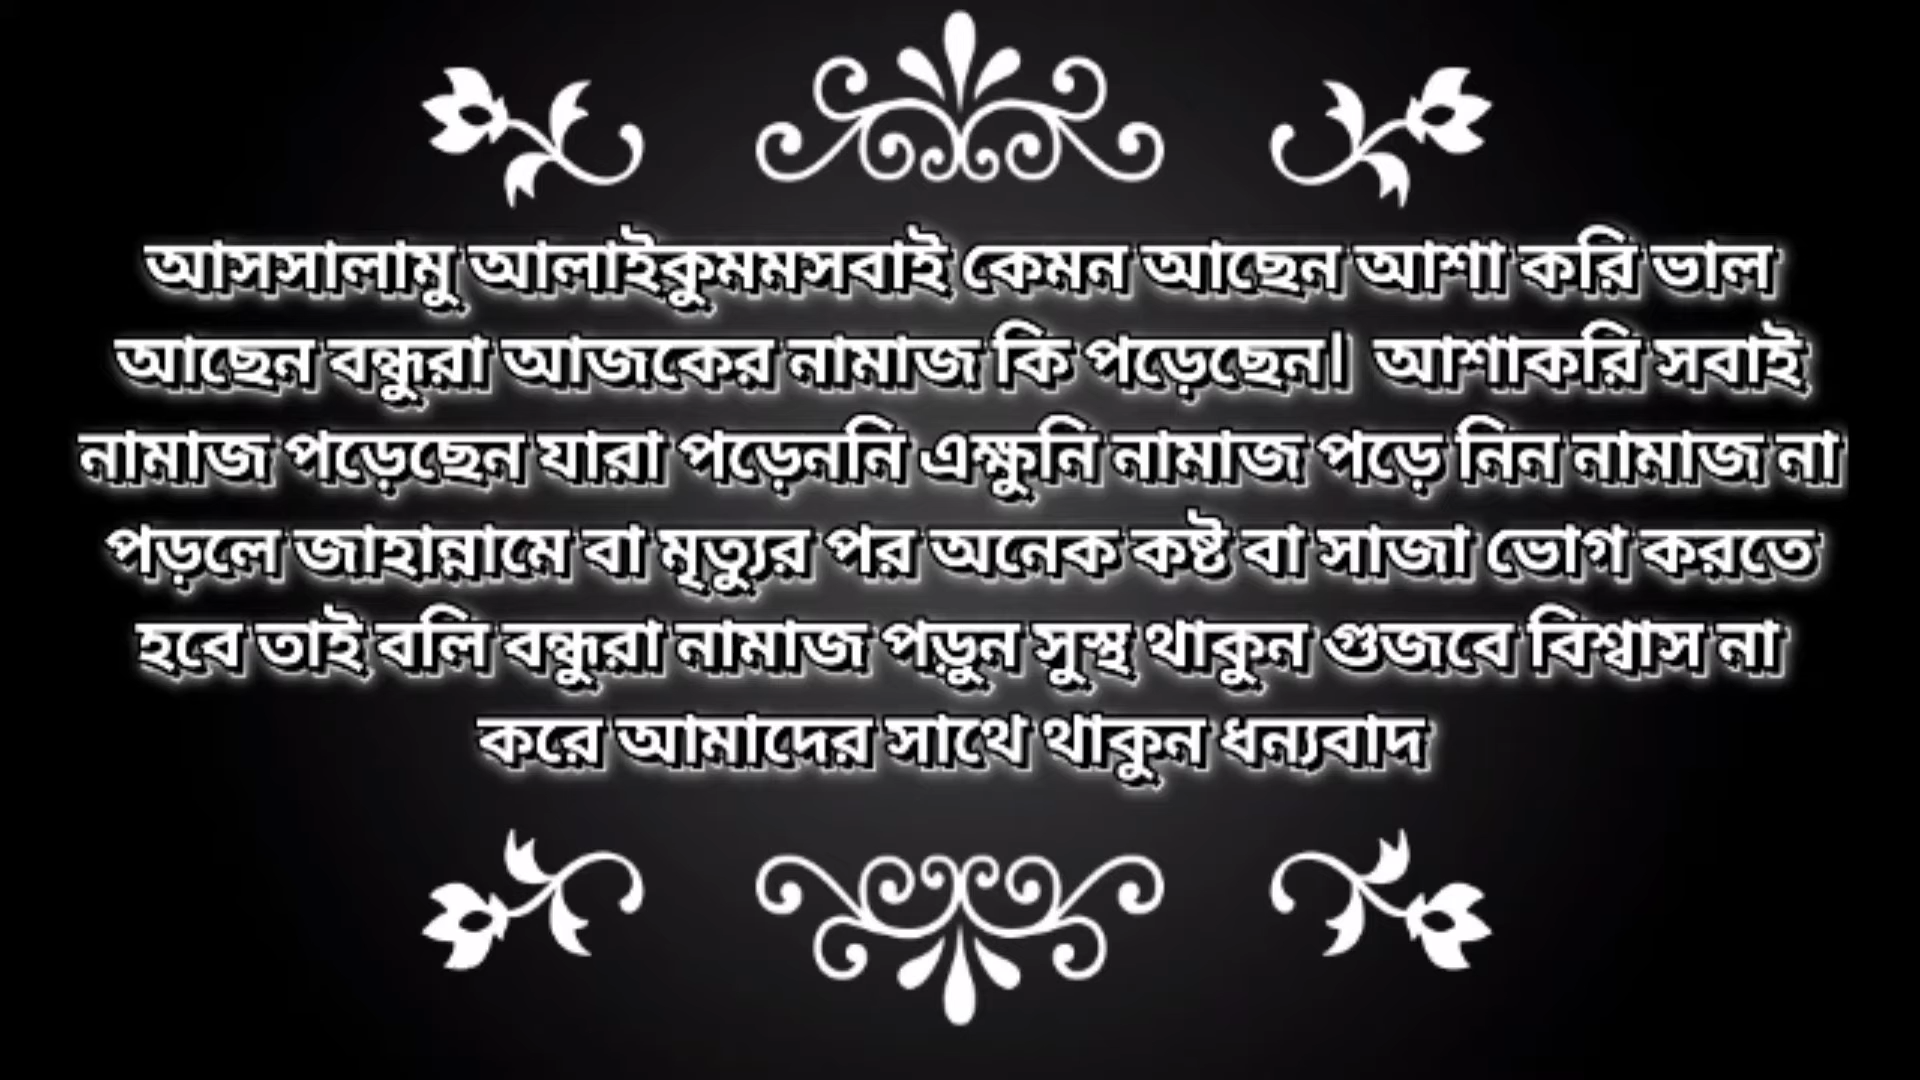 আসসালামু আলাইকুমমসবাই কেমন আছেন আশা করি ভাল
আছেন বন্ধুরা আজকের নামাজ কি পড়েছেন। আশাকরি সবাই
নামাজ পড়েছেন যারা পড়েননি এক্ষুনি নামাজ পড়ে নিন নামাজ না
পড়লে জাহান্নামে বা মৃত্যুর পর অনেক কষ্ট বা সাজা ভোগ করতে
হবে তাই বলি বন্ধুরা নামাজ পড়ুন সুস্থ থাকুন গুজবে বিশ্বাস না
করে আমাদের সাথে থাকুন ধন্যবাদ